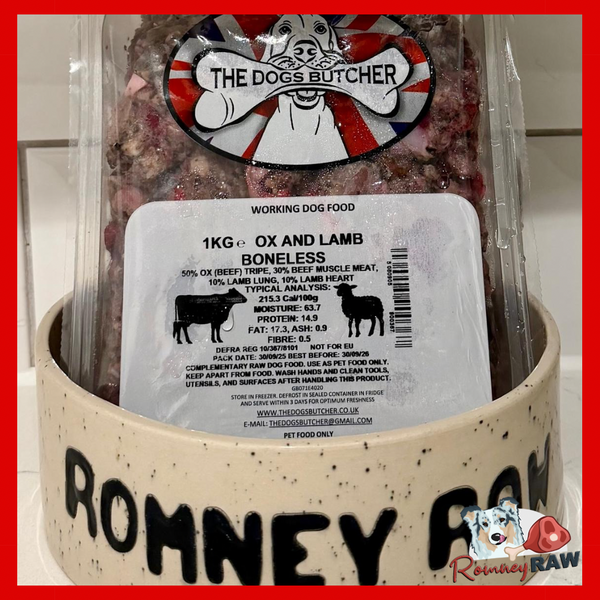 THE DOGS BUTCHER
WORKING DOG FOOD
1KG e OX AND LAMB
BONELESS
50% OX (BEEF) TRIPE, 30% BEEF MUSCLE MEAT,
10% LAMB LUNG, 10% LAMB HEART
TYPICAL ANALYSIS:
215.3 Cal/100g
MOISTURE: 63.7
PROTEIN: 14.9
FAT: 17.3, ASH: 0.9
FIBRE: 0.5
DEFRA REG 10/387/8101 NOT FOR EU
PACK DATE: 30/09/25 BEST BEFORE: 30/09/26
COMPLEMENTARY RAW DOG FOOD. USE AS PET FOOD ONLY.
KEEP APART FROM FOOD. WASH HANDS AND CLEAN TOOLS,
UTENSILS, AND SURFACES AFTER HANDLING THIS PRODUCT.
GB071E4020
STORE IN FREEZER. DEFROST IN SEALED CONTAINER IN FRIDGE
AND SERVE WITHIN 3 DAYS FOR OPTIMUM FRESHNESS
WWW.THEDOGSBUTCHER.CO.UK
E-MAIL: THEDOGSBUTCHER@GMAIL.COM
PET FOOD ONLY
ROMNEY RAW
RomneyRAW